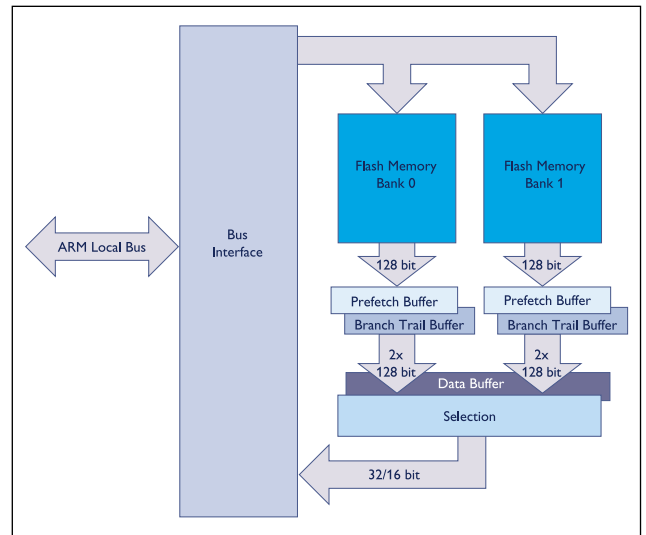 Flash Memory
Bank 0
Flash Memory
Bank 1
ARM Local Bus
Bus
Interface
128 bit
128 bit
Prefetch Buffer
Prefetch Buffer
Branch Trail Buffer
Branch Trail Buffer
2x
128 bit
2x
128 bit
Data Buffer
Selection
32/16 bit